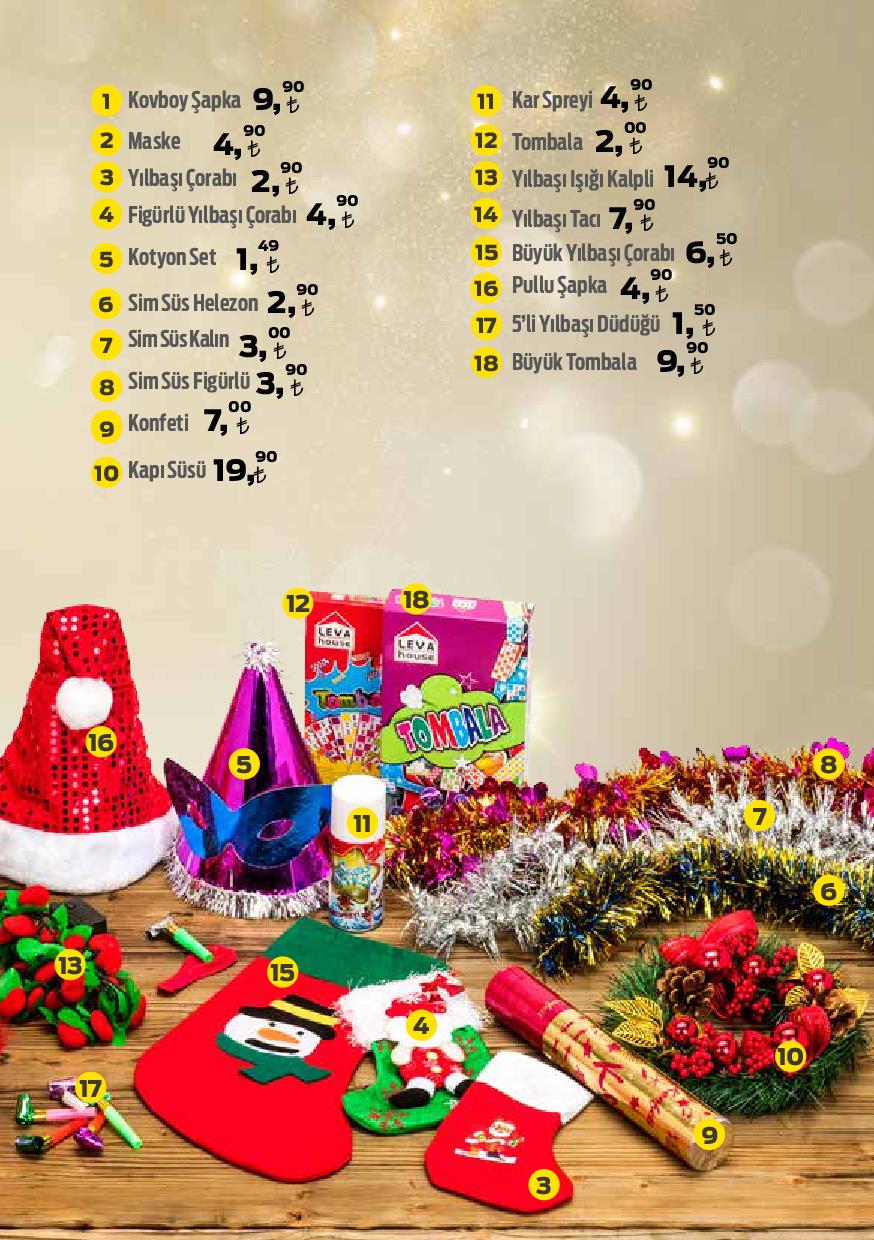 1 Kovboy Şapka 9,90 ₺
2 Maske 4,90 ₺
3 Yılbaşı Çorabı 2,90 ₺
4 Figürlü Yılbaşı Çorabı 4,90 ₺
5 Kotyon Set 1,49 ₺
6 Sim Süs Helezon 2,90 ₺
7 Sim Süs Kalın 3,00 ₺
8 Sim Süs Figürlü 3,90 ₺
9 Konfeti 7,00 ₺
10 Kapı Süsü 19,90 ₺
11 Kar Spreyi 4,90 ₺
12 Tombala 2,00 ₺
13 Yılbaşı Işığı Kalpli 14,90 ₺
14 Yılbaşı Tacı 7,90 ₺
15 Büyük Yılbaşı Çorabı 6,50 ₺
16 Pullu Şapka 4,90 ₺
17 5'li Yılbaşı Düdüğü 1,50 ₺
18 Büyük Tombala 9,90 ₺
12
18
LEVA
house
LEVA
house
TOMBALA
16
5
11
8
7
6
13
15
4
10
17
9
3